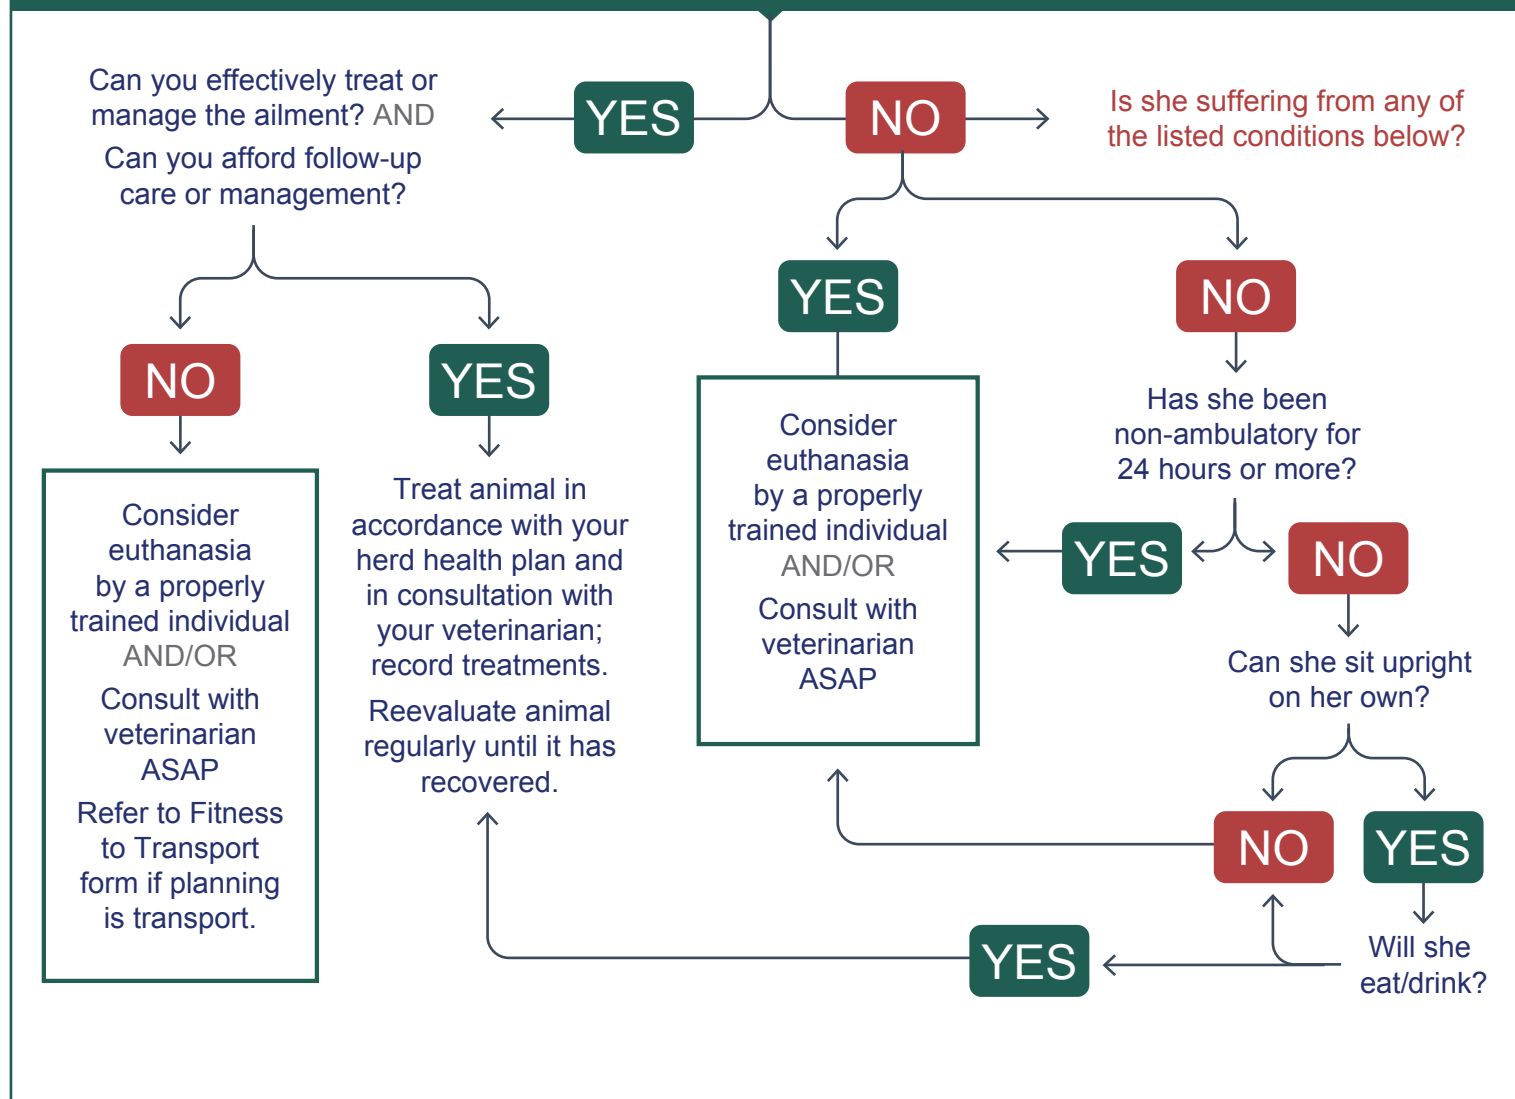 YES
NO
Can you effectively treat or
manage the ailment? AND
Can you afford follow-up
care or management?
Is she suffering from any of
the listed conditions below?
NO
YES
YES
NO
Consider
euthanasia
by a properly
trained individual
AND/OR
Consult with
veterinarian
ASAP
Refer to Fitness
to Transport
form if planning
is transport.
Treat animal in
accordance with your
herd health plan and
in consultation with
your veterinarian;
record treatments.
Reevaluate animal
regularly until it has
recovered.
Consider
euthanasia
by a properly
trained individual
AND/OR
Consult with
veterinarian
ASAP
Has she been
non-ambulatory for
24 hours or more?
YES
NO
Can she sit upright
on her own?
NO
YES
Will she
eat/drink?
YES